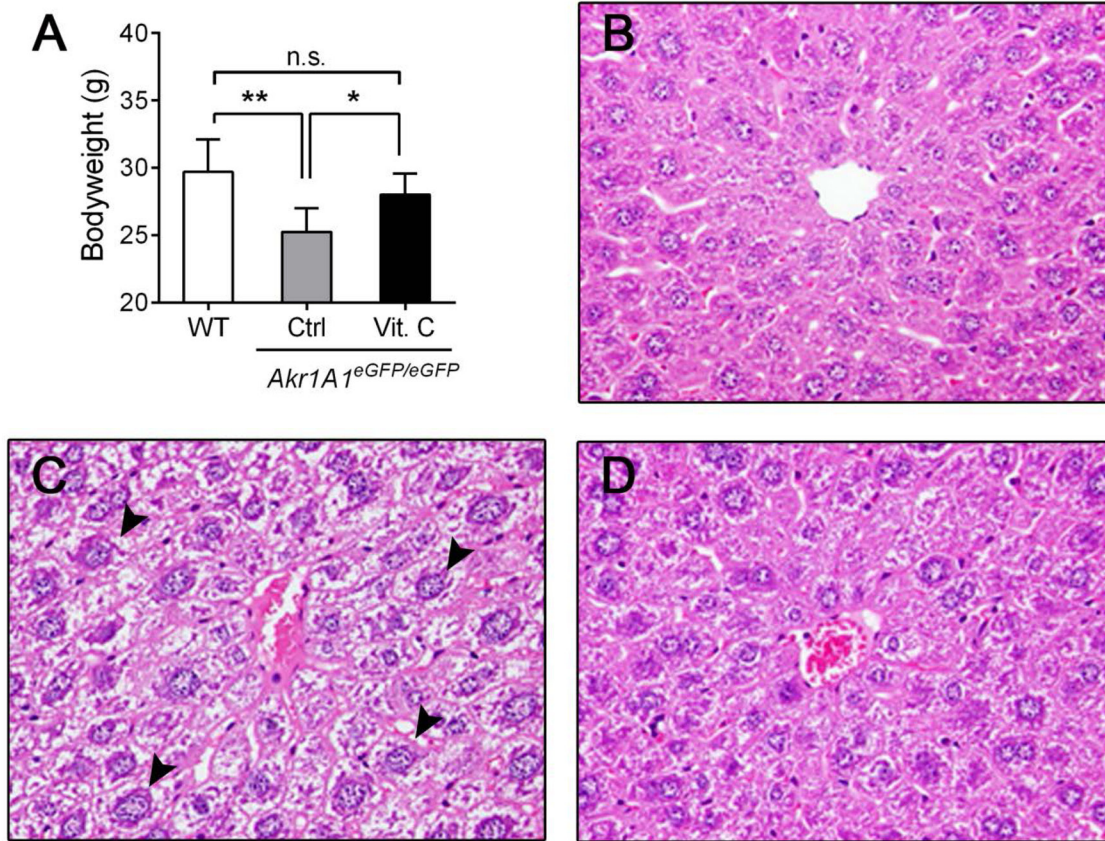 A
B
40
35
30
25
20
Bodyweight (g)
n.s.
** *
WT Ctrl Vit. C
Akr1A1eGFP/eGFP
C
D